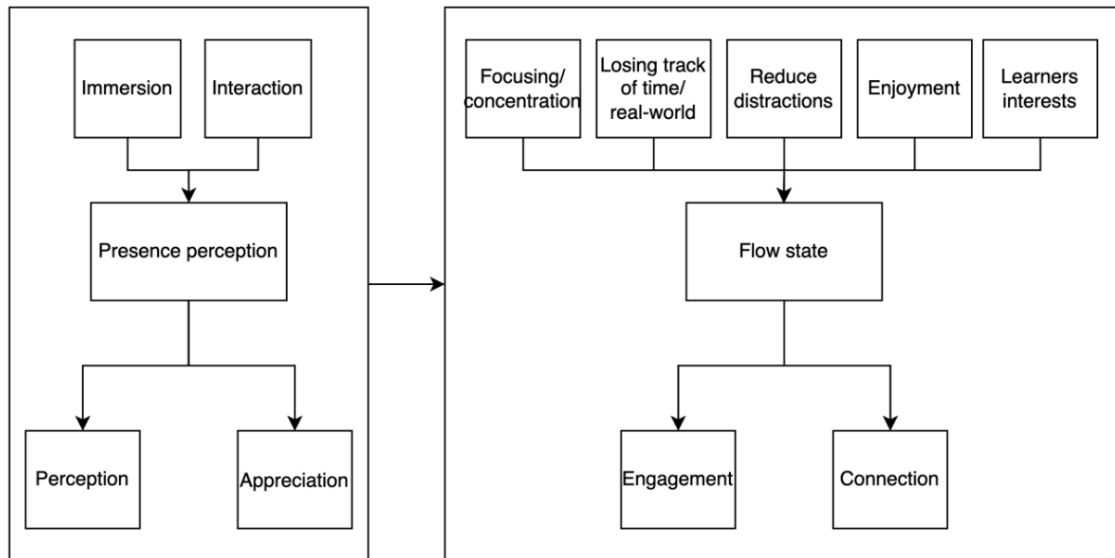 Immersion
Interaction
Focusing/
concentration
Losing track
of time/
real-world
Reduce
distractions
Enjoyment
Learners
interests
Presence perception
Flow state
Perception
Appreciation
Engagement
Connection